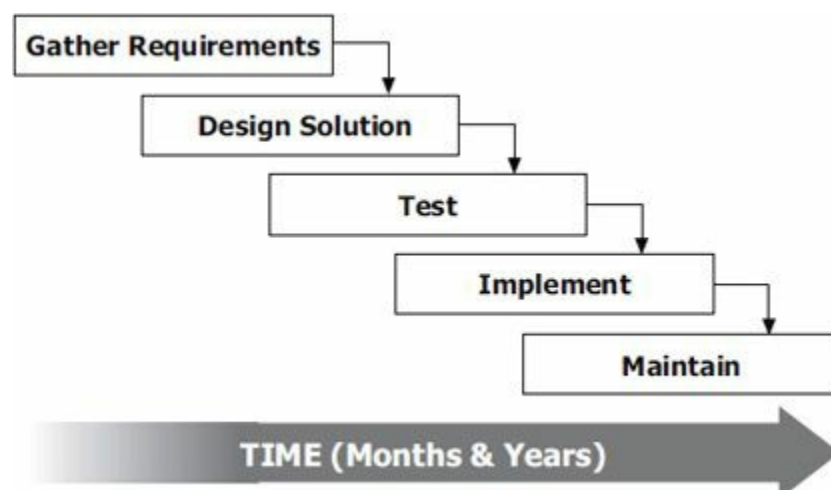 Gather Requirements
Design Solution
Test
Implement
Maintain
TIME (Months & Years)